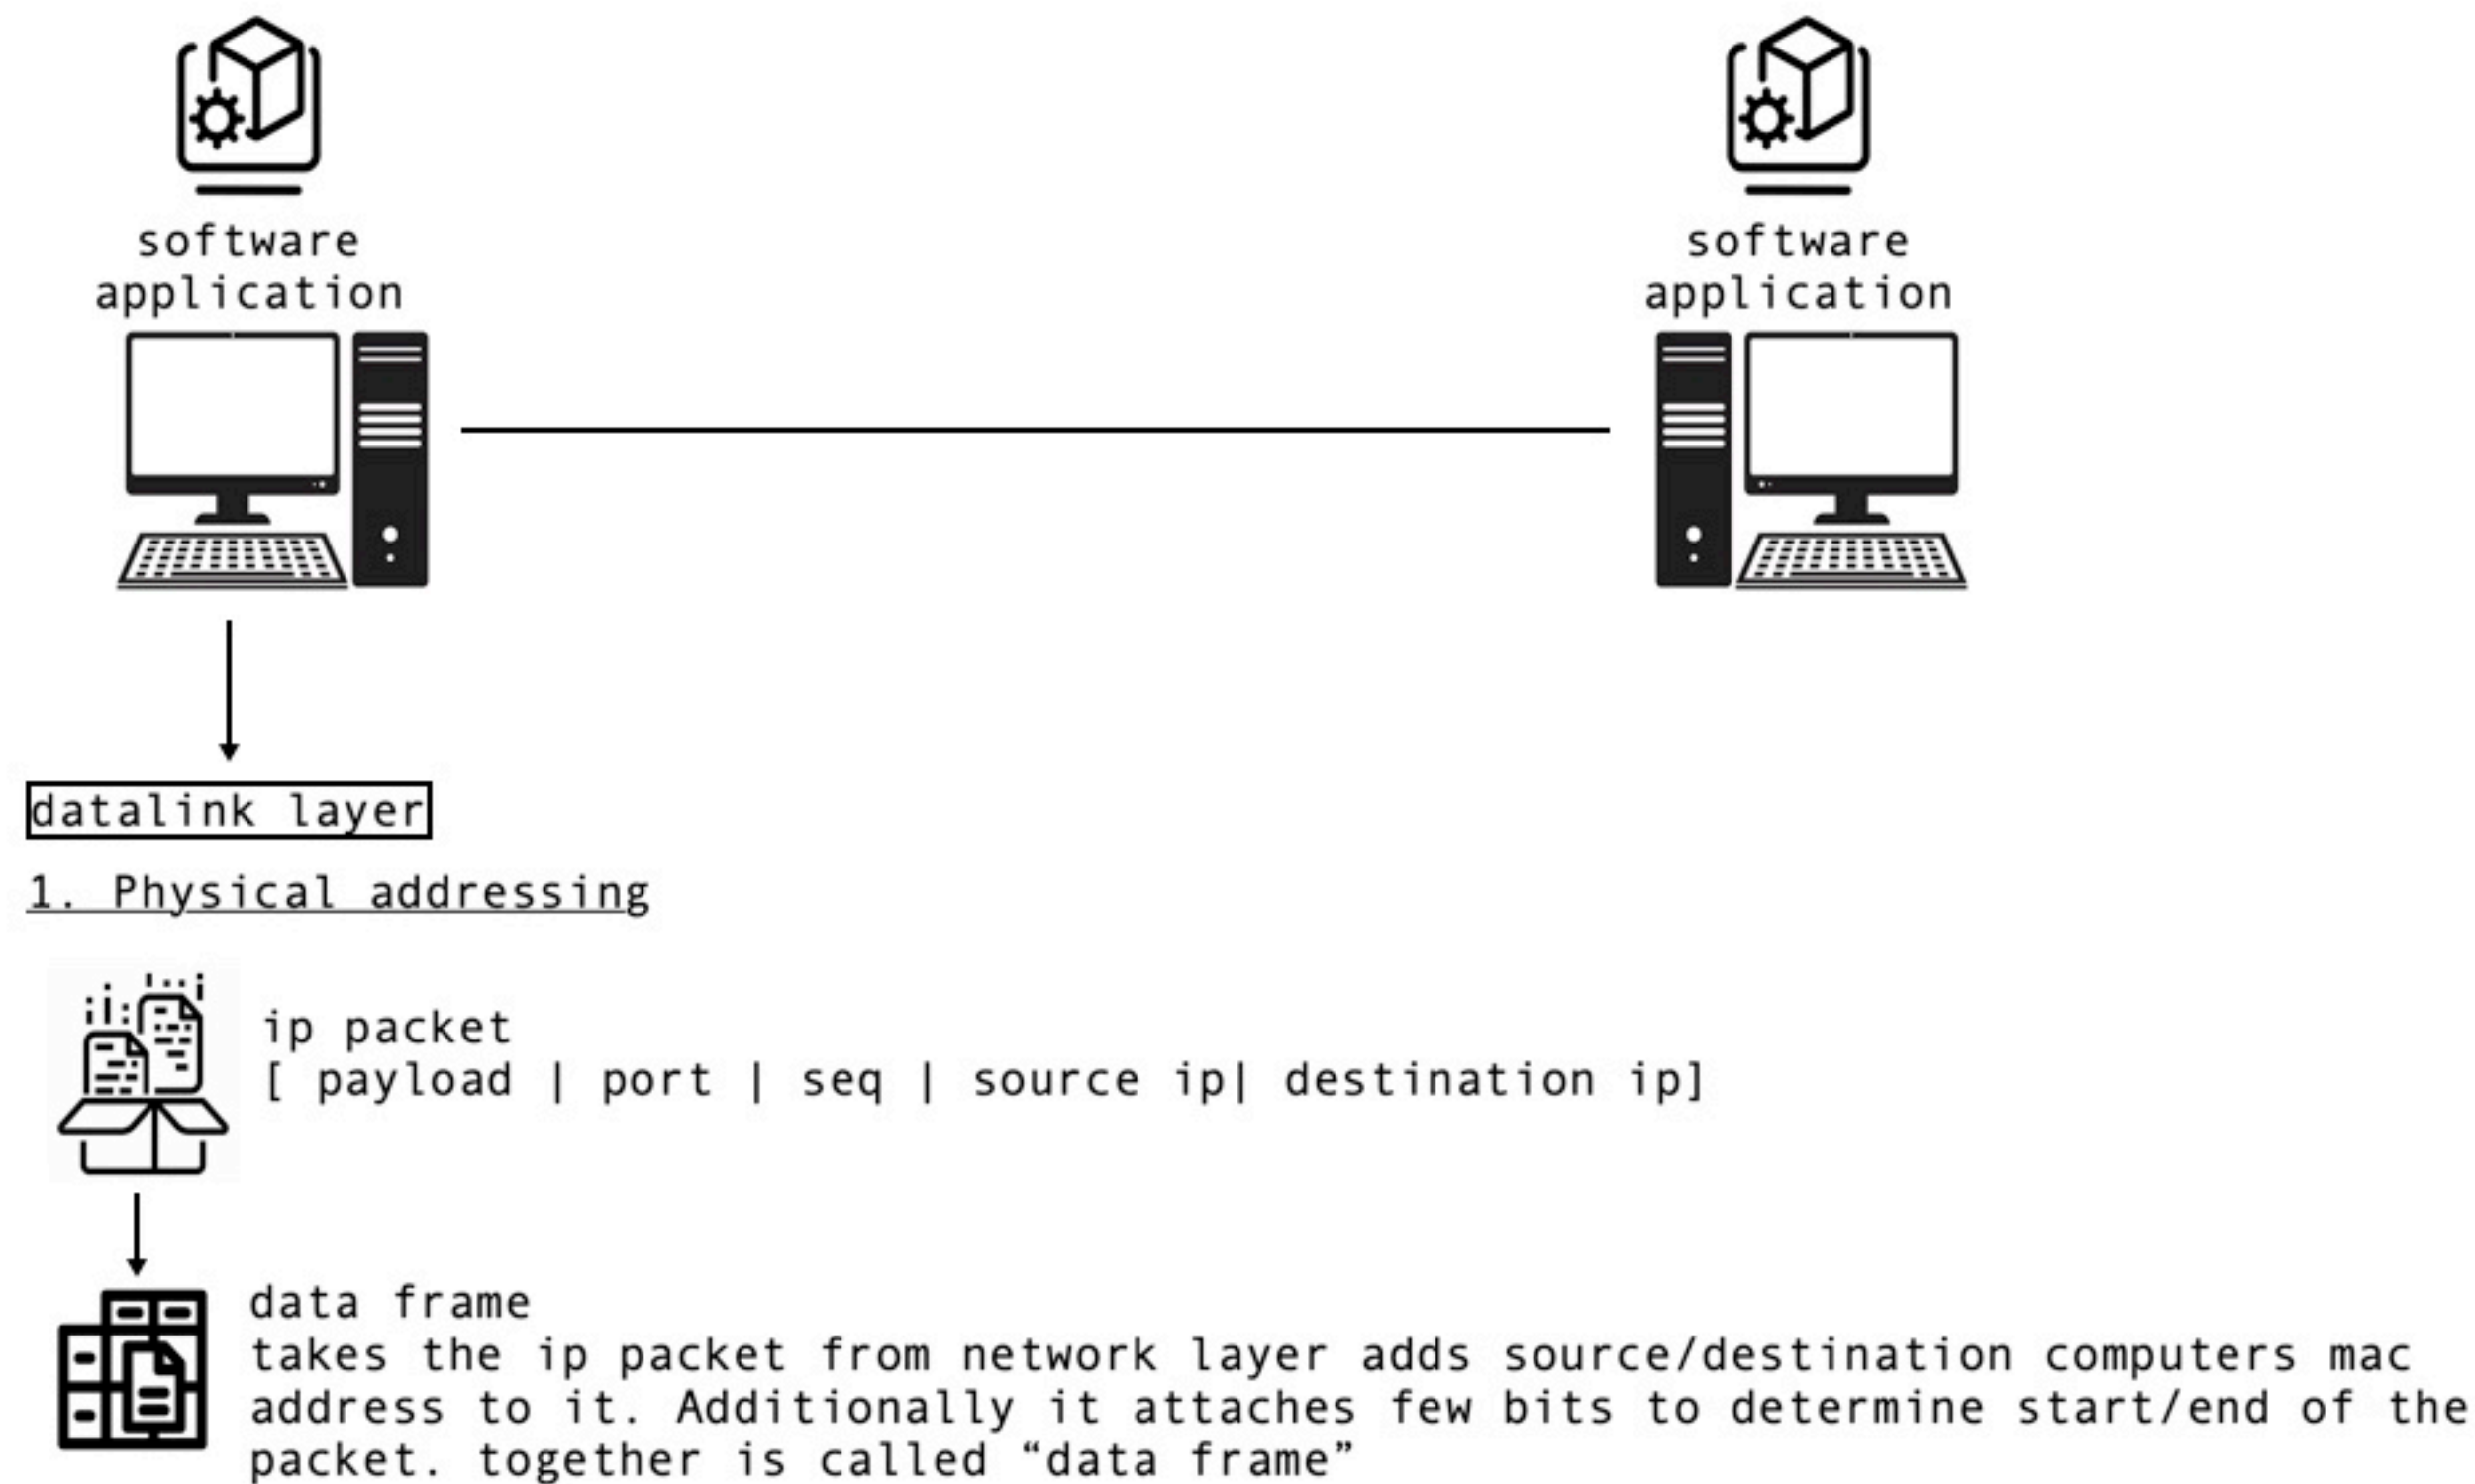 software
application
software
application
datalink layer
1. Physical addressing
ip packet
[ payload | port | seq | source ip| destination ip]
data frame
takes the ip packet from network layer adds source/destination computers mac
address to it. Additionally it attaches few bits to determine start/end of the
packet. together is called “data frame”